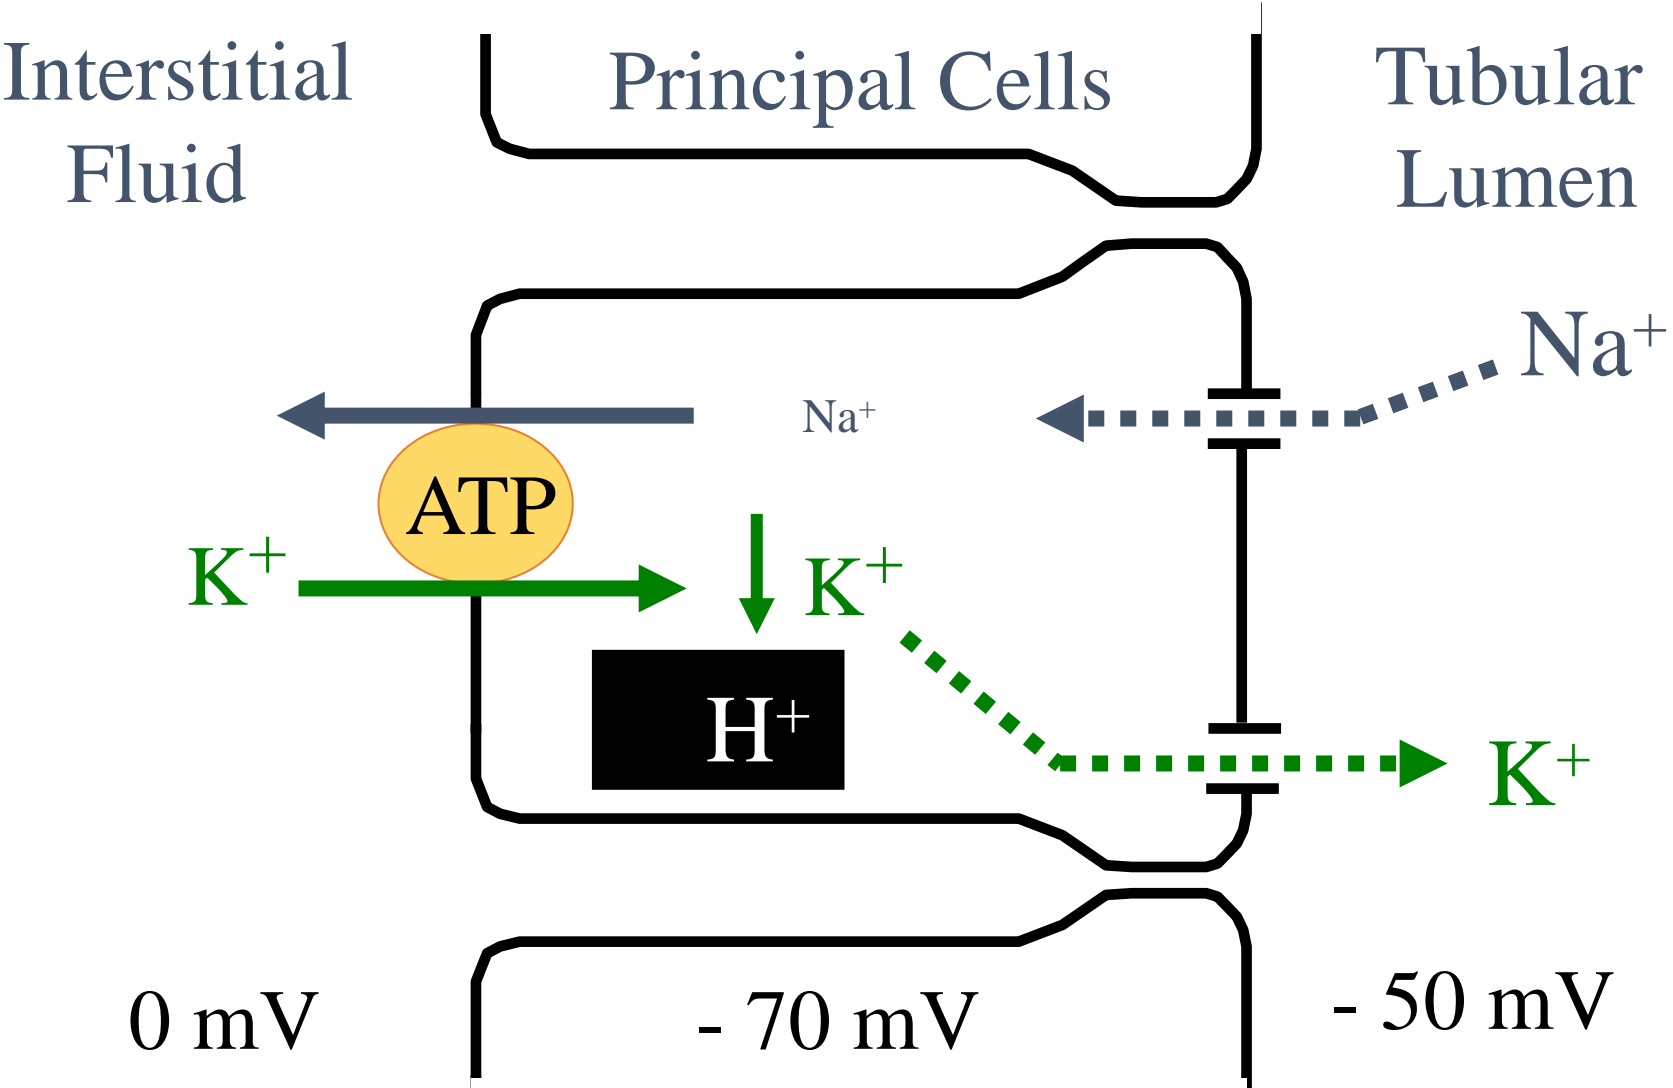 Interstitial
Fluid
Principal Cells
Tubular
Lumen
Na⁺
Na⁺
ATP
K⁺
K⁺
H⁺
K⁺
0 mV
- 70 mV
- 50 mV